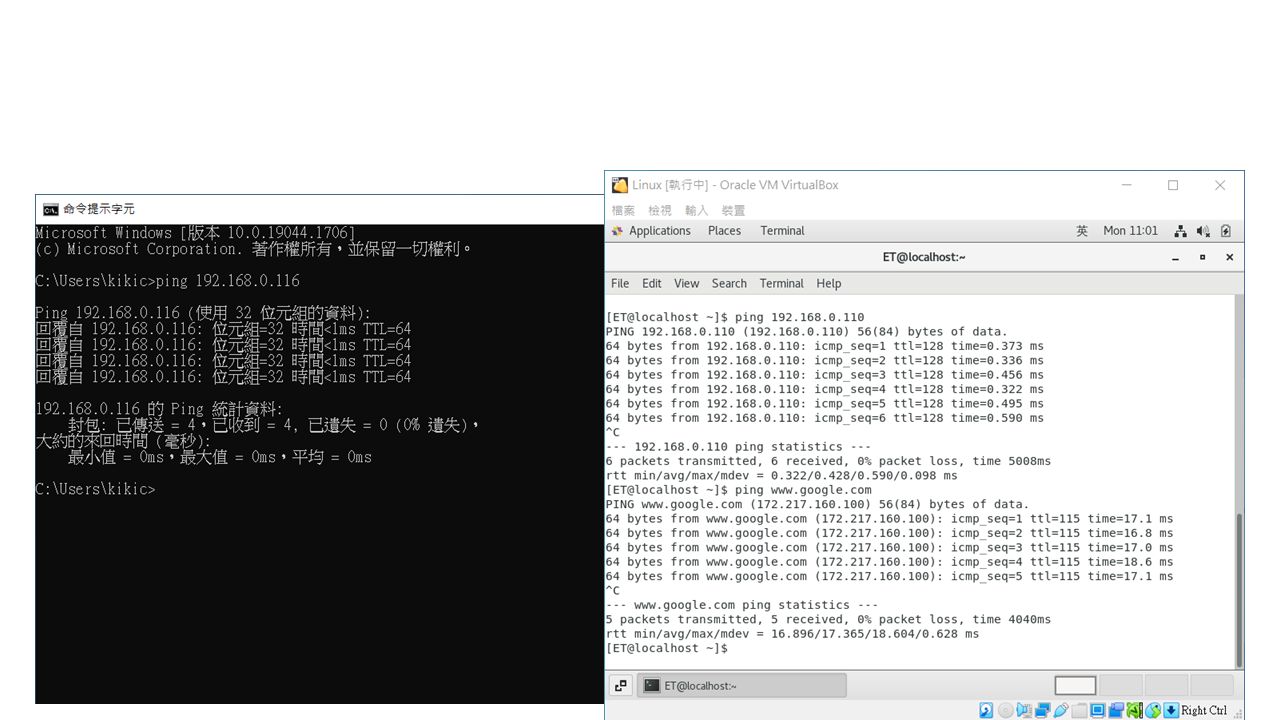 命令提示字元
Microsoft Windows [版本 10.0.19044.1706]
(c) Microsoft Corporation. 著作權所有，並保留一切權利。
C:\Users\kikic>ping 192.168.0.116
Ping 192.168.0.116 (使用 32 位元組的資料):
回覆自 192.168.0.116: 位元組=32 時間<1ms TTL=64
回覆自 192.168.0.116: 位元組=32 時間<1ms TTL=64
回覆自 192.168.0.116: 位元組=32 時間<1ms TTL=64
回覆自 192.168.0.116: 位元組=32 時間<1ms TTL=64
192.168.0.116 的 Ping 統計資料:
封包: 已傳送 = 4，已收到 = 4, 已遺失 = 0 (0% 遺失)，
大約的來回時間 (毫秒):
最小值 = 0ms，最大值 = 0ms，平均 = 0ms
C:\Users\kikic>
Linux [執行中] - Oracle VM VirtualBox
檔案 檢視 輸入 裝置
Applications Places Terminal 英 Mon 11:01
ET@localhost:~
File Edit View Search Terminal Help
[ET@localhost ~]$ ping 192.168.0.110
PING 192.168.0.110 (192.168.0.110) 56(84) bytes of data.
64 bytes from 192.168.0.110: icmp_seq=1 ttl=128 time=0.373 ms
64 bytes from 192.168.0.110: icmp_seq=2 ttl=128 time=0.336 ms
64 bytes from 192.168.0.110: icmp_seq=3 ttl=128 time=0.456 ms
64 bytes from 192.168.0.110: icmp_seq=4 ttl=128 time=0.322 ms
64 bytes from 192.168.0.110: icmp_seq=5 ttl=128 time=0.495 ms
64 bytes from 192.168.0.110: icmp_seq=6 ttl=128 time=0.590 ms
^C
--- 192.168.0.110 ping statistics ---
6 packets transmitted, 6 received, 0% packet loss, time 5008ms
rtt min/avg/max/mdev = 0.322/0.428/0.590/0.098 ms
[ET@localhost ~]$ ping www.google.com
PING www.google.com (172.217.160.100) 56(84) bytes of data.
64 bytes from www.google.com (172.217.160.100): icmp_seq=1 ttl=115 time=17.1 ms
64 bytes from www.google.com (172.217.160.100): icmp_seq=2 ttl=115 time=16.8 ms
64 bytes from www.google.com (172.217.160.100): icmp_seq=3 ttl=115 time=17.0 ms
64 bytes from www.google.com (172.217.160.100): icmp_seq=4 ttl=115 time=18.6 ms
64 bytes from www.google.com (172.217.160.100): icmp_seq=5 ttl=115 time=17.1 ms
^C
--- www.google.com ping statistics ---
5 packets transmitted, 5 received, 0% packet loss, time 4040ms
rtt min/avg/max/mdev = 16.896/17.365/18.604/0.628 ms
[ET@localhost ~]$
ET@localhost:~
Right Ctrl